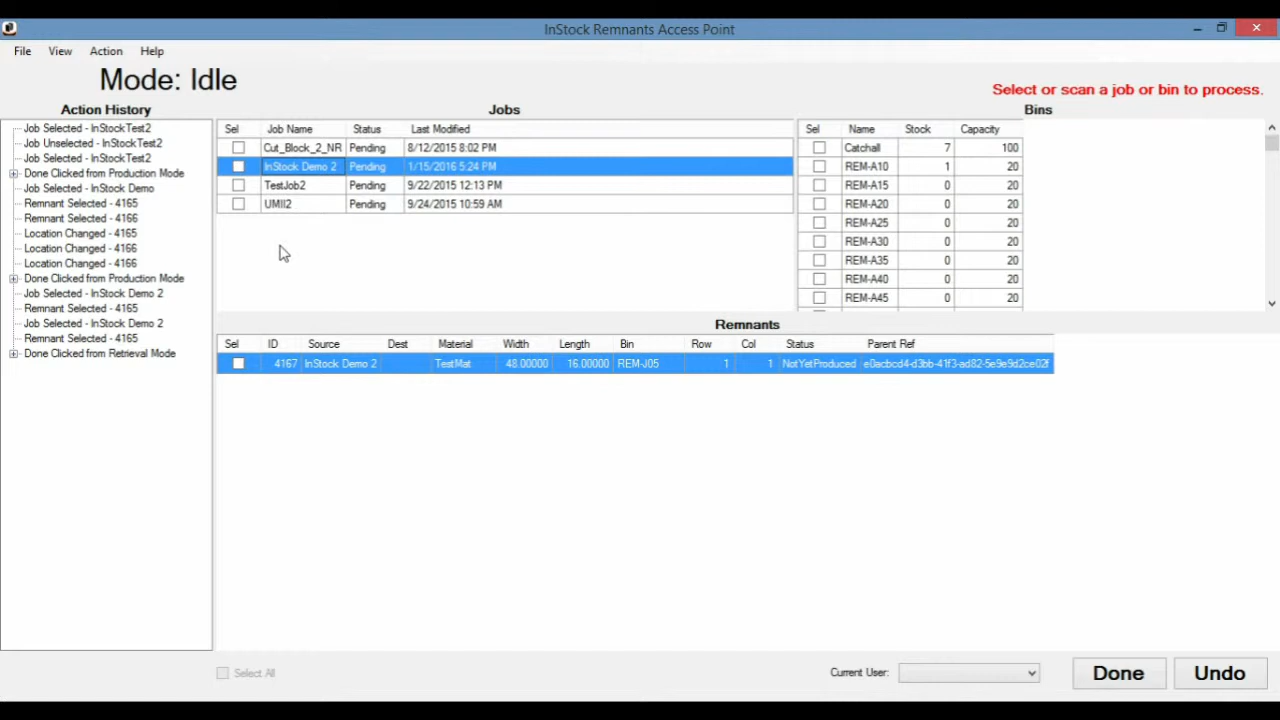 InStock Remnants Access Point
File View Action Help
Mode: Idle
Select or scan a job or bin to process.
Action History
Job Selected - InStockTest2
Job Unselected - InStockTest2
Job Selected - InStockTest2
Done Clicked from Production Mode
Job Selected - InStock Demo
Remnant Selected - 4165
Remnant Selected - 4166
Location Changed - 4165
Location Changed - 4166
Location Changed - 4166
Done Clicked from Production Mode
Job Selected - InStock Demo 2
Remnant Selected - 4165
Job Selected - InStock Demo 2
Remnant Selected - 4165
Done Clicked from Retrieval Mode
Jobs
Sel Job Name Status Last Modified
Cut_Block_2_NR Pending 8/12/2015 8:02 PM
InStock Demo 2 Pending 1/15/2016 5:24 PM
TestJob2 Pending 9/22/2015 12:13 PM
UMII2 Pending 9/24/2015 10:59 AM
Bins
Sel Name Stock Capacity
Catchall 7 100
REM-A10 1 20
REM-A15 0 20
REM-A20 0 20
REM-A25 0 20
REM-A30 0 20
REM-A35 0 20
REM-A40 0 20
REM-A45 0 20
Remnants
Sel ID Source Dest Material Width Length Bin Row Col Status Parent Ref
4167 InStock Demo 2 TestMat 48.00000 16.00000 REM-J05 1 1 NotYetProduced e0acbcd4-d3bb-41f3-ad82-5e9e9d2ce02f
Select All
Current User:
Done
Undo